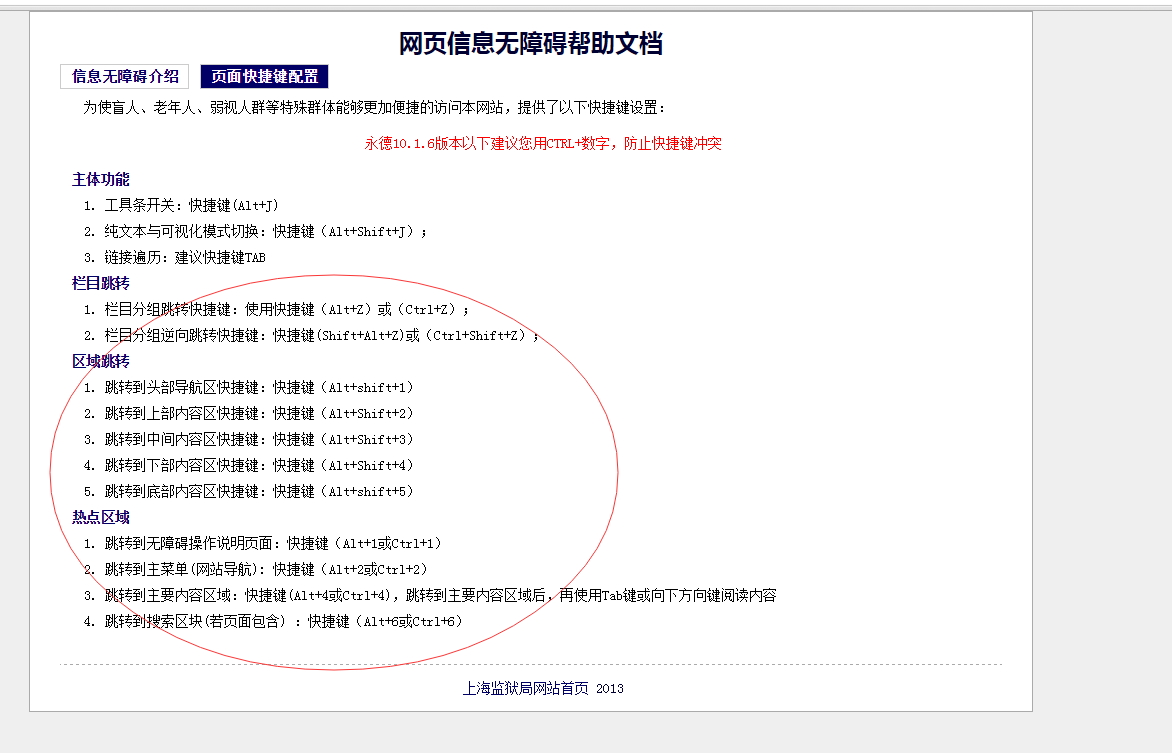 网页信息无障碍帮助文档
信息无障碍介绍 页面快捷键配置
为使盲人、老年人、弱视人群等特殊群体能够更加便捷的访问本网站，提供了以下快捷键设置：
永德10.1.6版本以下建议您用CTRL+数字，防止快捷键冲突
主体功能
1. 工具条开关：快捷键(Alt+J)
2. 纯文本与可视化模式切换：快捷键（Alt+Shift+J）；
3. 链接遍历：建议快捷键TAB
栏目跳转
1. 栏目分组跳转快捷键：使用快捷键（Alt+Z）或（Ctrl+Z）；
2. 栏目分组逆向跳转快捷键：快捷键(Shift+Alt+Z)或（Ctrl+Shift+Z）；
区域跳转
1. 跳转到头部导航区快捷键：快捷键（Alt+shift+1）
2. 跳转到上部内容区快捷键：快捷键（Alt+Shift+2）
3. 跳转到中间内容区快捷键：快捷键（Alt+Shift+3）
4. 跳转到下部内容区快捷键：快捷键（Alt+Shift+4）
5. 跳转到底部内容区快捷键：快捷键（Alt+shift+5）
热点区域
1. 跳转到无障碍操作说明页面：快捷键（Alt+1或Ctrl+1）
2. 跳转到主菜单(网站导航)：快捷键（Alt+2或Ctrl+2）
3. 跳转到主要内容区域：快捷键(Alt+4或Ctrl+4)，跳转到主要内容区域后，再使用Tab键或向下方向键阅读内容
4. 跳转到搜索区块(若页面包含) ：快捷键（Alt+6或Ctrl+6）
上海监狱局网站首页 2013